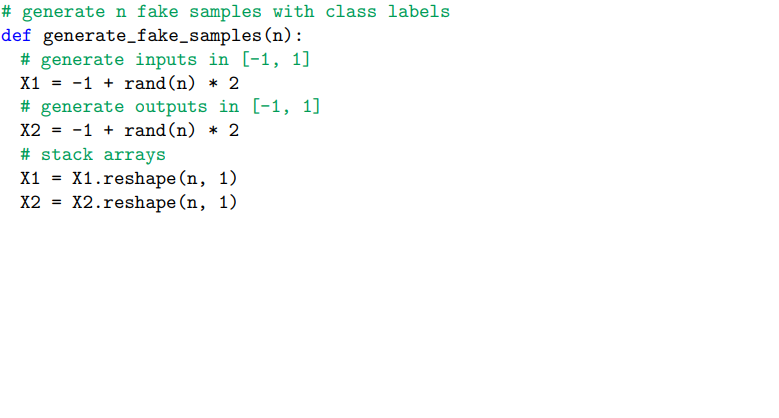 # generate n fake samples with class labels
def generate_fake_samples(n):
  # generate inputs in [-1, 1]
  X1 = -1 + rand(n) * 2
  # generate outputs in [-1, 1]
  X2 = -1 + rand(n) * 2
  # stack arrays
  X1 = X1.reshape(n, 1)
  X2 = X2.reshape(n, 1)